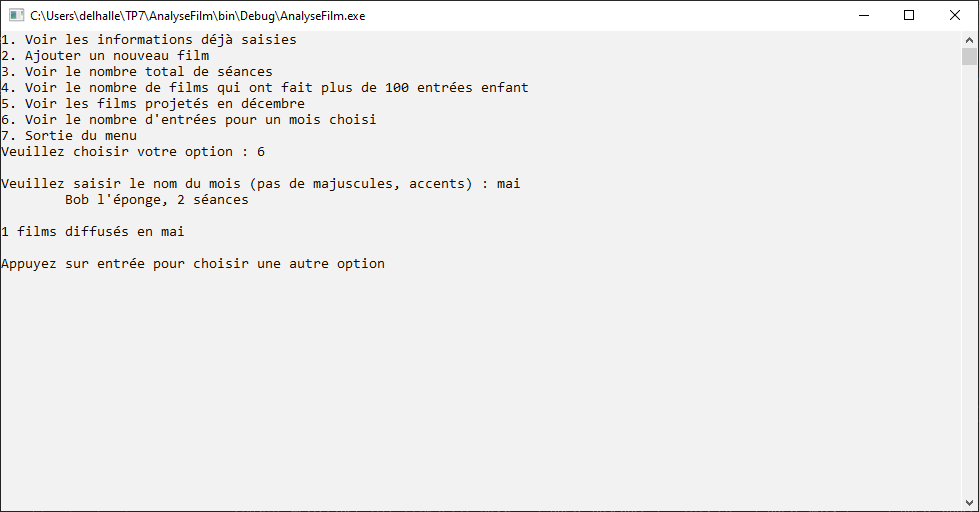 C:\Users\delhalle\TP7\AnalyseFilm\bin\Debug\AnalyseFilm.exe
1. Voir les informations déjà saisies
2. Ajouter un nouveau film
3. Voir le nombre total de séances
4. Voir le nombre de films qui ont fait plus de 100 entrées enfant
5. Voir les films projetés en décembre
6. Voir le nombre d'entrées pour un mois choisi
7. Sortie du menu
Veuillez choisir votre option : 6
Veuillez saisir le nom du mois (pas de majuscules, accents) : mai
Bob l'éponge, 2 séances
1 films diffusés en mai
Appuyez sur entrée pour choisir une autre option